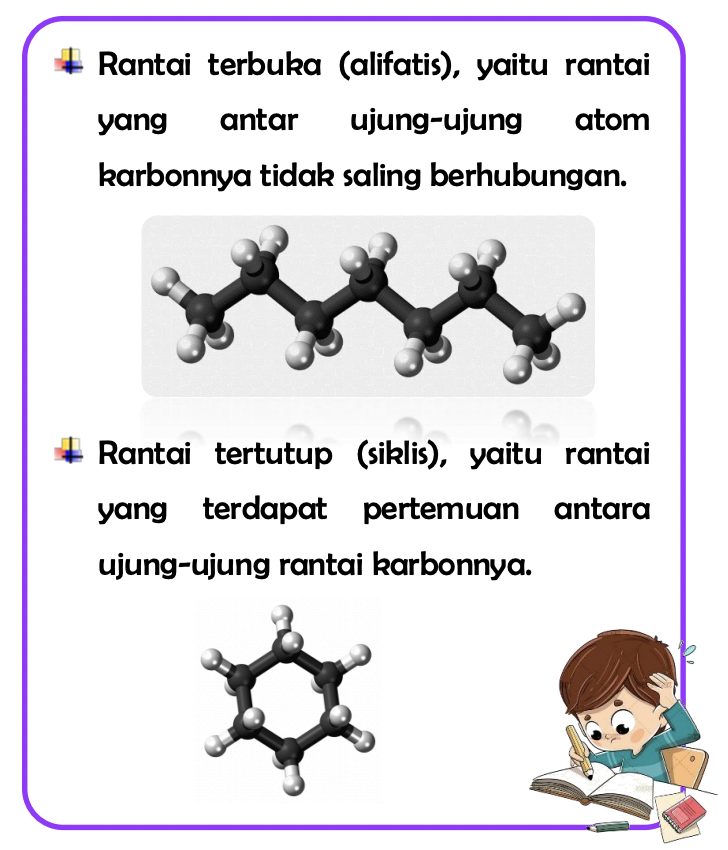 Rantai terbuka (alifatis), yaitu rantai
yang antar ujung-ujung atom
karbonnya tidak saling berhubungan.
Rantai tertutup (siklis), yaitu rantai
yang terdapat pertemuan antara
ujung-ujung rantai karbonnya.